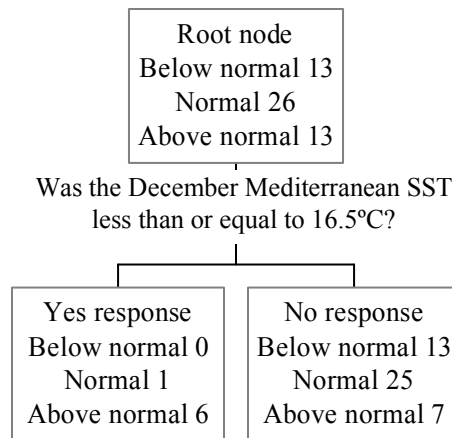 Root node
Below normal 13
Normal 26
Above normal 13
Was the December Mediterranean SST
less than or equal to 16.5ºC?
Yes response
Below normal 0
Normal 1
Above normal 6
No response
Below normal 13
Normal 25
Above normal 7